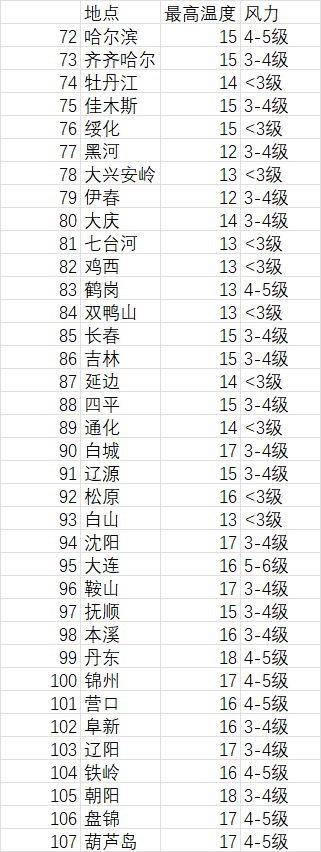 地点 最高温度 风力
72 哈尔滨 15 4-5级
73 齐齐哈尔 15 3-4级
74 牡丹江 14 <3级
75 佳木斯 15 3-4级
76 绥化 15 <3级
77 黑河 12 3-4级
78 大兴安岭 13 <3级
79 伊春 12 3-4级
80 大庆 14 3-4级
81 七台河 13 <3级
82 鸡西 13 <3级
83 鹤岗 13 4-5级
84 双鸭山 13 <3级
85 长春 15 3-4级
86 吉林 15 3-4级
87 延边 14 <3级
88 四平 15 3-4级
89 通化 14 <3级
90 白城 17 3-4级
91 辽源 15 3-4级
92 松原 16 <3级
93 白山 13 <3级
94 沈阳 17 3-4级
95 大连 16 5-6级
96 鞍山 17 3-4级
97 抚顺 15 3-4级
98 本溪 16 3-4级
99 丹东 18 4-5级
100 锦州 17 4-5级
101 营口 16 4-5级
102 阜新 16 3-4级
103 辽阳 17 3-4级
104 铁岭 16 4-5级
105 朝阳 18 3-4级
106 盘锦 17 4-5级
107 葫芦岛 17 4-5级